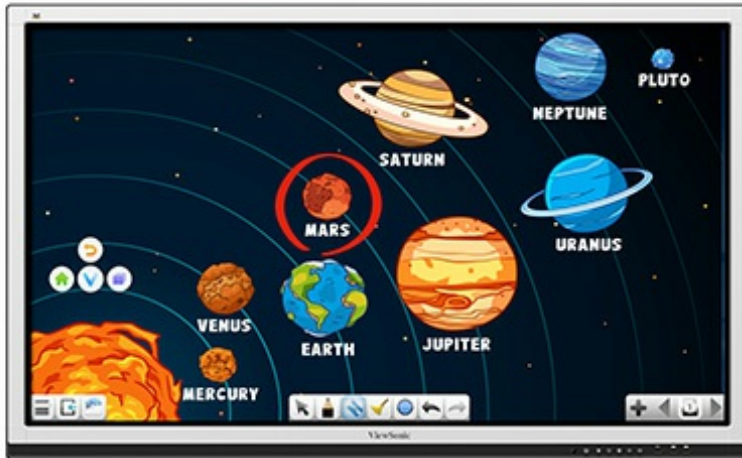 NEPTUNE
PLUTO
SATURN
MARS
URANUS
VENUS
EARTH
JUPITER
MERCURY
ViewSonic